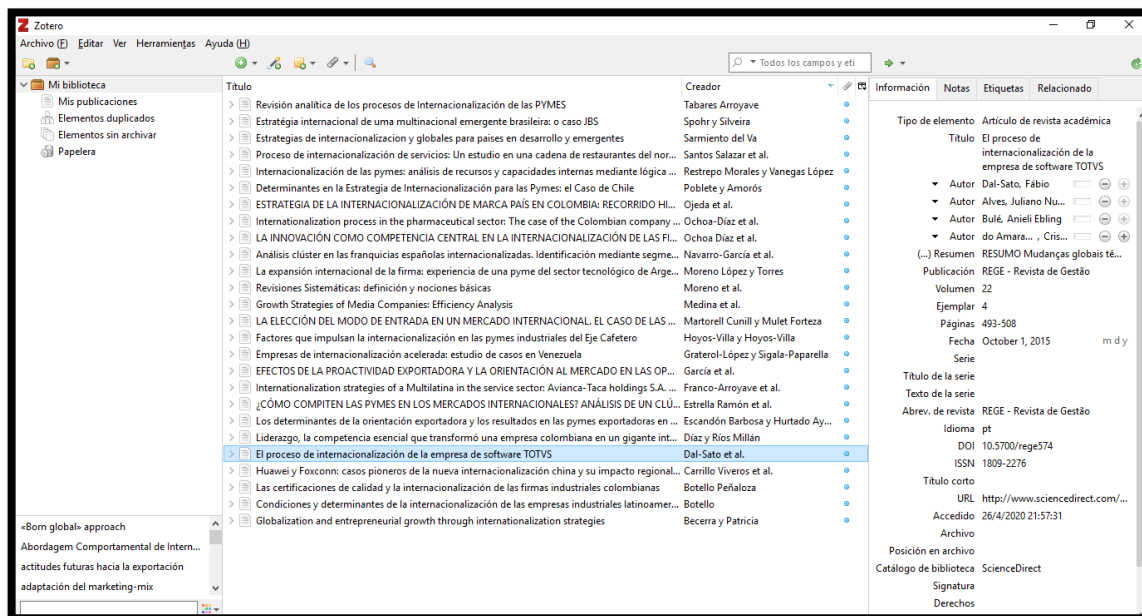 Zotero
Archivo (F) Editar Ver Herramientas Ayuda (H)
Todos los campos y eti
Mi biblioteca
Mis publicaciones
Elementos duplicados
Elementos sin archivar
Papelera
«Born global» approach
Abordagem Comportamental de Intern...
actitudes futuras hacia la exportación
adaptación del marketing-mix
Título Creador
Revisión analítica de los procesos de Internacionalización de las PYMES Tabares Arroyave
Estratégia internacional de uma multinacional emergente brasileira: o caso JBS Spohr y Silveira
Estrategias de internacionalizacion y globales para paises en desarrollo y emergentes Sarmiento del Va
Proceso de internacionalización de servicios: Un estudio en una cadena de restaurantes del nor... Santos Salazar et al.
Internacionalización de las pymes: análisis de recursos y capacidades internas mediante lógica ... Restrepo Morales y Vanegas López
Determinantes en la Estrategia de Internacionalización para las Pymes: el Caso de Chile Poblete y Amorós
ESTRATEGIA DE LA INTERNACIONALIZACIÓN DE MARCA PAÍS EN COLOMBIA: RECORRIDO HI... Ojeda et al.
Internationalization process in the pharmaceutical sector: The case of the Colombian company ... Ochoa-Díaz et al.
LA INNOVACIÓN COMO COMPETENCIA CENTRAL EN LA INTERNACIONALIZACIÓN DE LAS FI... Ochoa Díaz et al.
Análisis clúster en las franquicias españolas internacionalizadas. Identificación mediante segme... Navarro-García et al.
La expansión internacional de la firma: experiencia de una pyme del sector tecnológico de Arge... Moreno López y Torres
Revisiones Sistemáticas: definición y nociones básicas Moreno et al.
Growth Strategies of Media Companies: Efficiency Analysis Medina et al.
LA ELECCIÓN DEL MODO DE ENTRADA EN UN MERCADO INTERNACIONAL. EL CASO DE LAS ... Martorell Cunill y Mulet Forteza
Factores que impulsan la internacionalización en las pymes industriales del Eje Cafetero Hoyos-Villa y Hoyos-Villa
Empresas de internacionalización acelerada: estudio de casos en Venezuela Graterol-López y Sigala-Paparella
EFECTOS DE LA PROACTIVIDAD EXPORTADORA Y LA ORIENTACIÓN AL MERCADO EN LAS OP... García et al.
Internationalization strategies of a Multilatina in the service sector: Avianca-Taca holdings S.A. ... Franco-Arroyave et al.
¿CÓMO COMPITEN LAS PYMES EN LOS MERCADOS INTERNACIONALES? ANÁLISIS DE UN CLÚ... Estrella Ramón et al.
Los determinantes de la orientación exportadora y los resultados en las pymes exportadoras en ... Escandón Barbosa y Hurtado Ay...
Liderazgo, la competencia esencial que transformó una empresa colombiana en un gigante int... Díaz y Ríos Millán
El proceso de internacionalización de la empresa de software TOTVS Dal-Sato et al.
Huawei y Foxconn: casos pioneros de la nueva internacionalización china y su impacto regional... Carrillo Viveros et al.
Las certificaciones de calidad y la internacionalización de las firmas industriales colombianas Botello Peñaloza
Condiciones y determinantes de la internacionalización de las empresas industriales latinoamer... Botello
Globalization and entrepreneurial growth through internationalization strategies Becerra y Patricia
Información Notas Etiquetas Relacionado
Tipo de elemento Artículo de revista académica
Título El proceso de
internacionalización de la
empresa de software TOTVS
Autor Dal-Sato, Fábio
Autor Alves, Juliano Nu...
Autor Bulé, Anieli Ebling
Autor do Amara... , Cris...
(...) Resumen RESUMO Mudanças globais tê...
Publicación REGE - Revista de Gestão
Volumen 22
Ejemplar 4
Páginas 493-508
Fecha October 1, 2015 m d y
Serie
Título de la serie
Texto de la serie
Abrev. de revista REGE - Revista de Gestão
Idioma pt
DOI 10.5700/rege574
ISSN 1809-2276
Título corto
URL http://www.sciencedirect.com/...
Accedido 26/4/2020 21:57:31
Archivo
Posición en archivo
Catálogo de biblioteca ScienceDirect
Signatura
Derechos